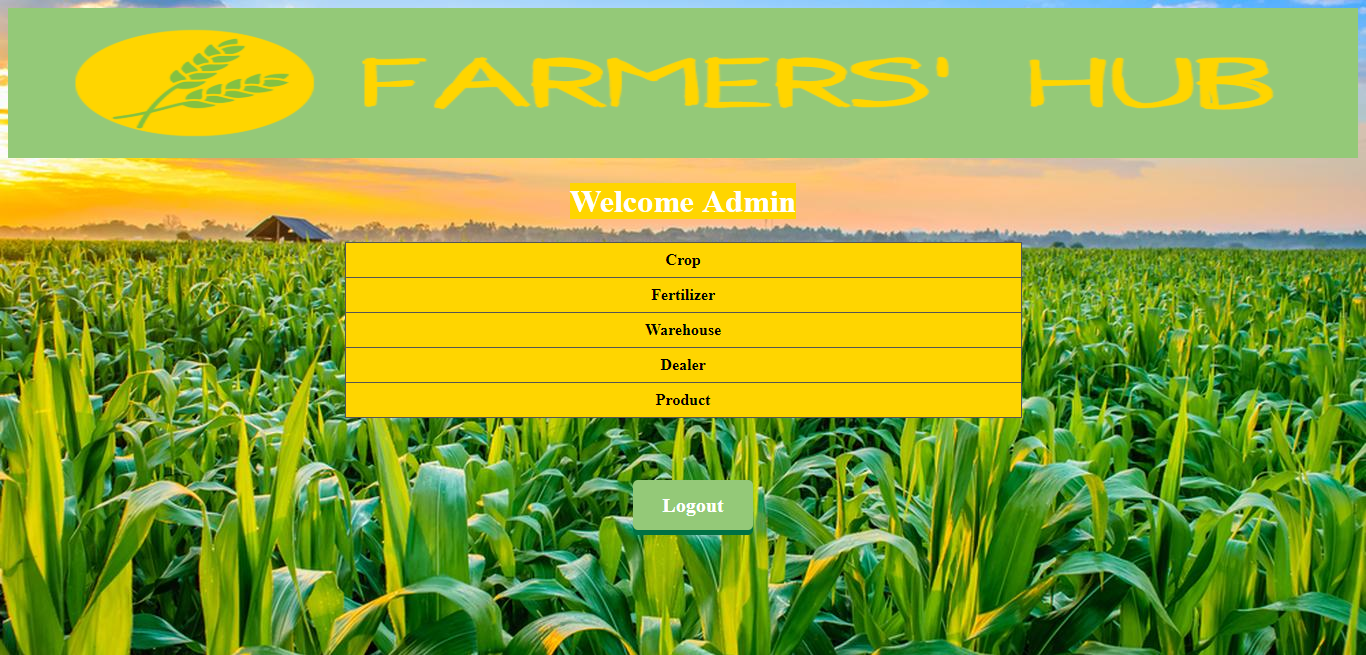 FARMERS' HUB
Welcome Admin
Crop
Fertilizer
Warehouse
Dealer
Product
Logout